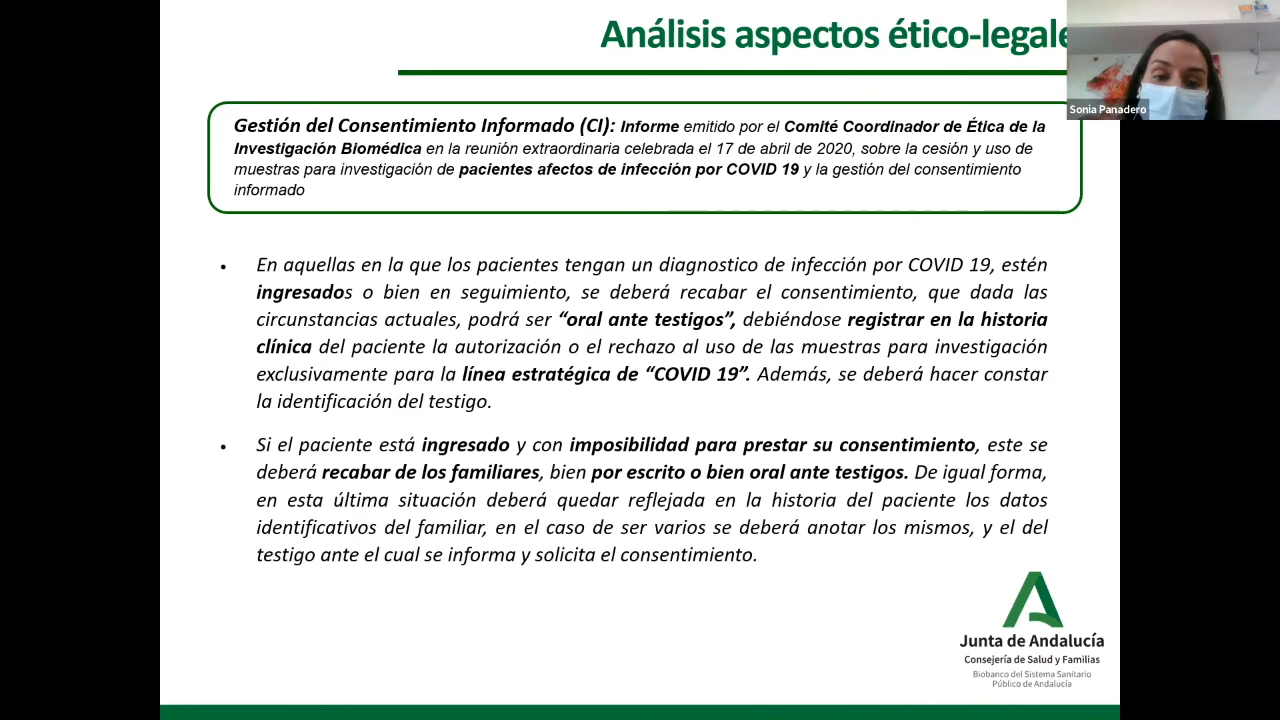 Análisis aspectos ético-legale
Sonia Panadero
Gestión del Consentimiento Informado (CI): Informe emitido por el Comité Coordinador de Ética de la
Investigación Biomédica en la reunión extraordinaria celebrada el 17 de abril de 2020, sobre la cesión y uso de
muestras para investigación de pacientes afectos de infección por COVID 19 y la gestión del consentimiento
informado
• En aquellas en la que los pacientes tengan un diagnostico de infección por COVID 19, estén
ingresados o bien en seguimiento, se deberá recabar el consentimiento, que dada las
circunstancias actuales, podrá ser “oral ante testigos”, debiéndose registrar en la historia
clínica del paciente la autorización o el rechazo al uso de las muestras para investigación
exclusivamente para la línea estratégica de “COVID 19”. Además, se deberá hacer constar
la identificación del testigo.
• Si el paciente está ingresado y con imposibilidad para prestar su consentimiento, este se
deberá recabar de los familiares, bien por escrito o bien oral ante testigos. De igual forma,
en esta última situación deberá quedar reflejada en la historia del paciente los datos
identificativos del familiar, en el caso de ser varios se deberá anotar los mismos, y el del
testigo ante el cual se informa y solicita el consentimiento.
Junta de Andalucía
Consejería de Salud y Familias
Biobanco del Sistema Sanitario
Público de Andalucía